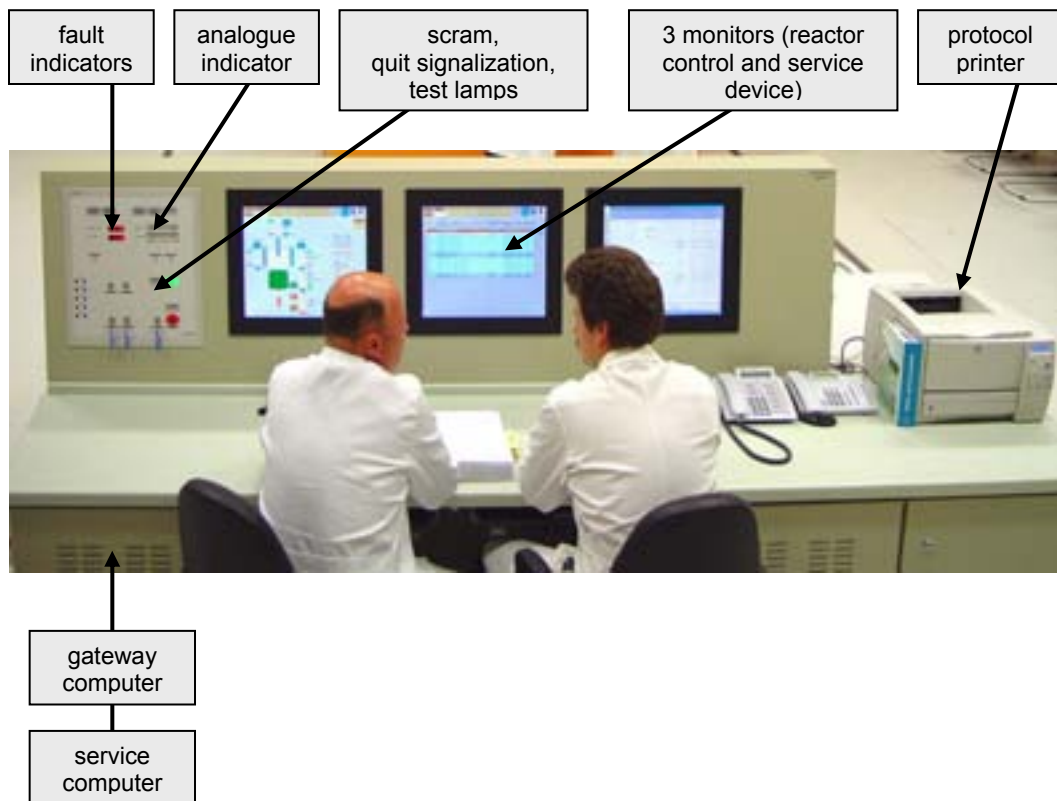 fault
indicators
analogue
indicator
scram,
quit signalization,
test lamps
3 monitors (reactor
control and service
device)
protocol
printer
gateway
computer
service
computer